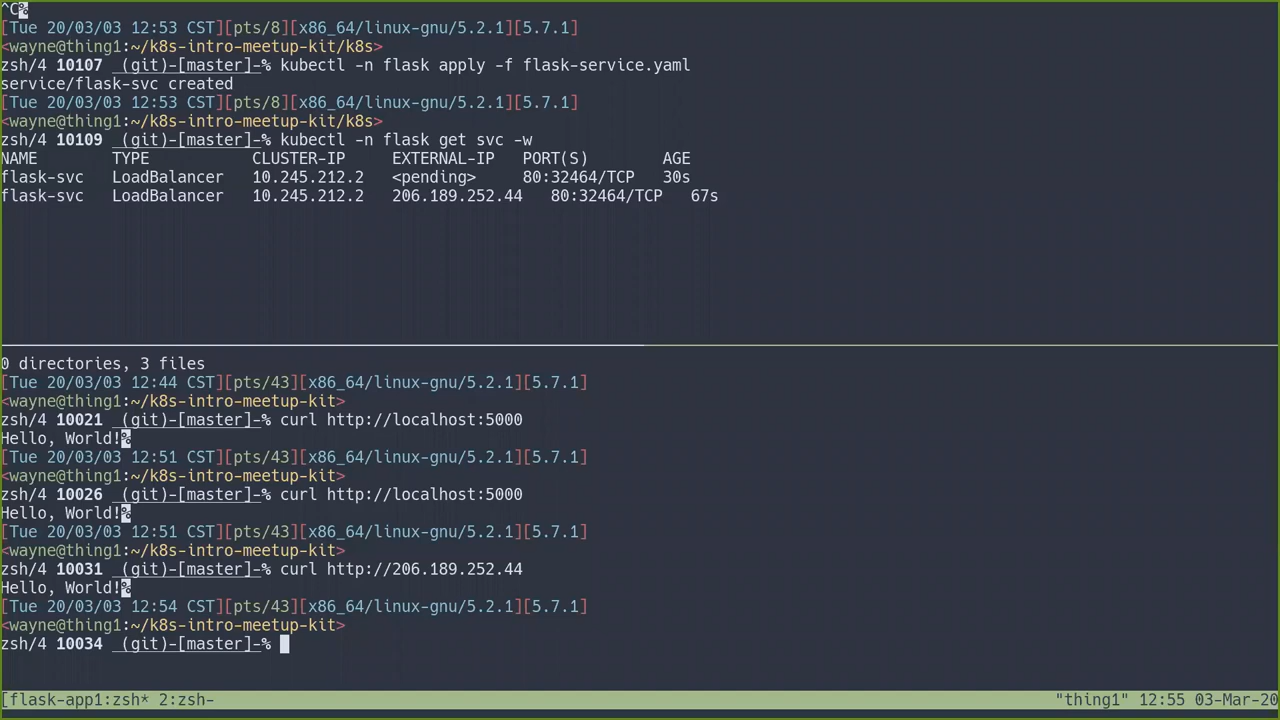 ^C%
[Tue 20/03/03 12:53 CST][pts/8][x86_64/linux-gnu/5.2.1][5.7.1]
<wayne@thing1:~/k8s-intro-meetup-kit/k8s>
zsh/4 10107 _(git)-[master]-% kubectl -n flask apply -f flask-service.yaml
service/flask-svc created
[Tue 20/03/03 12:53 CST][pts/8][x86_64/linux-gnu/5.2.1][5.7.1]
<wayne@thing1:~/k8s-intro-meetup-kit/k8s>
zsh/4 10109 _(git)-[master]-% kubectl -n flask get svc -w
NAME        TYPE           CLUSTER-IP     EXTERNAL-IP   PORT(S)        AGE
flask-svc   LoadBalancer   10.245.212.2   <pending>     80:32464/TCP   30s
flask-svc   LoadBalancer   10.245.212.2   206.189.252.44   80:32464/TCP   67s
0 directories, 3 files
[Tue 20/03/03 12:44 CST][pts/43][x86_64/linux-gnu/5.2.1][5.7.1]
<wayne@thing1:~/k8s-intro-meetup-kit>
zsh/4 10021 _(git)-[master]-% curl http://localhost:5000
Hello, World!%
[Tue 20/03/03 12:51 CST][pts/43][x86_64/linux-gnu/5.2.1][5.7.1]
<wayne@thing1:~/k8s-intro-meetup-kit>
zsh/4 10026 _(git)-[master]-% curl http://localhost:5000
Hello, World!%
[Tue 20/03/03 12:51 CST][pts/43][x86_64/linux-gnu/5.2.1][5.7.1]
<wayne@thing1:~/k8s-intro-meetup-kit>
zsh/4 10031 _(git)-[master]-% curl http://206.189.252.44
Hello, World!%
[Tue 20/03/03 12:54 CST][pts/43][x86_64/linux-gnu/5.2.1][5.7.1]
<wayne@thing1:~/k8s-intro-meetup-kit>
zsh/4 10034 _(git)-[master]-%
[flask-app1:zsh* 2:zsh- "thing1" 12:55 03-Mar-20